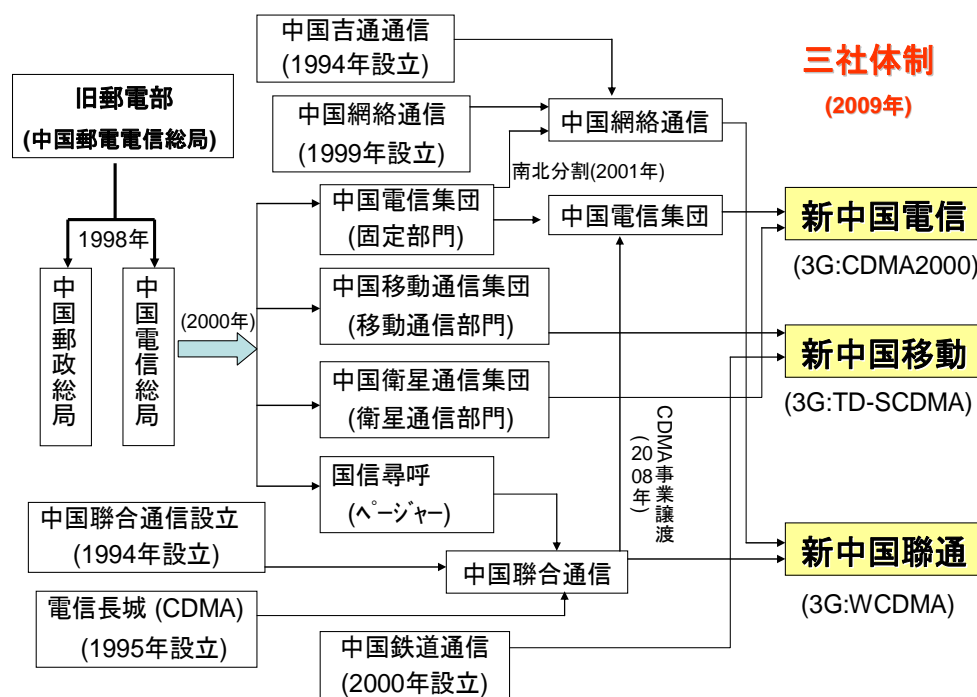 中国吉通通信
(1994年設立)
三社体制
(2009年)
旧郵電部
(中国郵電電信総局)
中国網絡通信
(1999年設立)
中国網絡通信
南北分割(2001年)
中国電信集団
(固定部門)
中国電信集団
新中国電信
(3G:CDMA2000)
1998年
中国郵政総局
中国電信総局
(2000年)
中国移動通信集団
(移動通信部門)
新中国移動
(3G:TD-SCDMA)
中国衛星通信集団
(衛星通信部門)
CDMA事業譲渡
(2008年)
国信尋呼
(ページャー)
中国聯合通信設立
(1994年設立)
中国聯合通信
新中国聯通
(3G:WCDMA)
電信長城 (CDMA)
(1995年設立)
中国鉄道通信
(2000年設立)